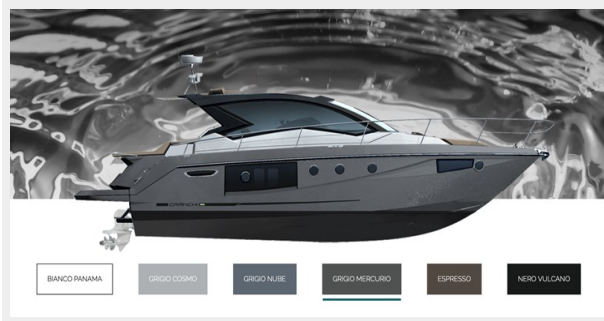 BIANCO PANAMA
GRIGIO COSMO
GRIGIO NUBE
GRIGIO MERCURIO
ESPRESSO
NERO VULCANO